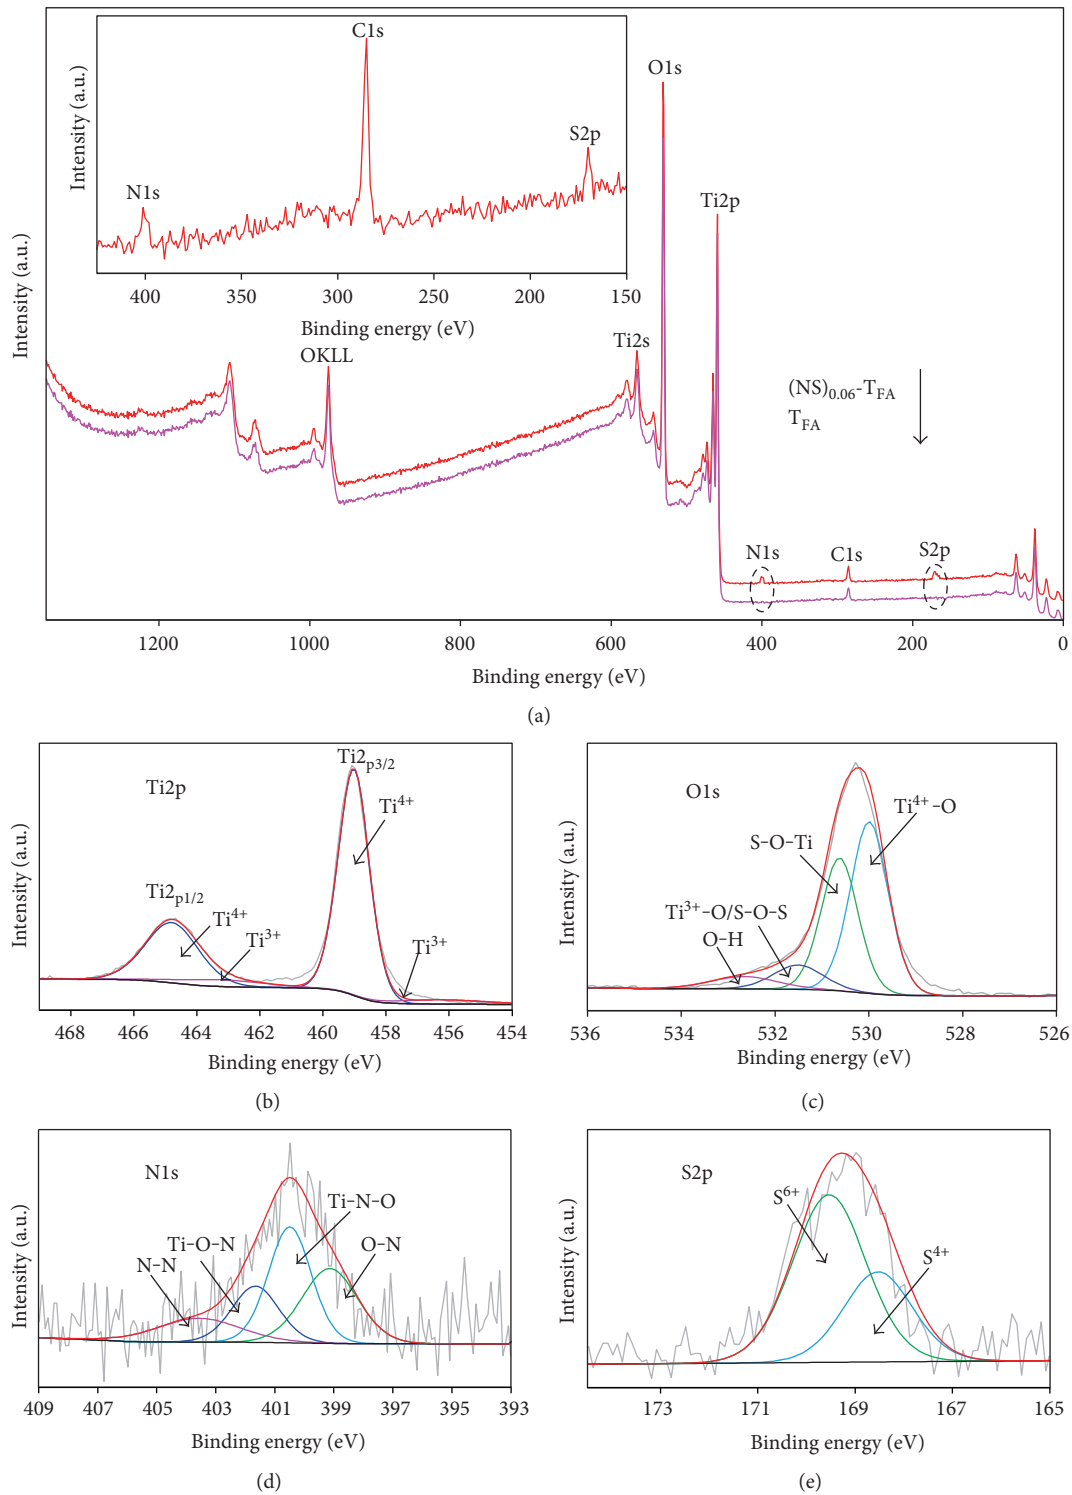 C1s
S2p
N1s
Intensity (a.u.)
400
350
300
250
200
150
Binding energy (eV)
O1s
Ti2p
Ti2s
OKLL
(NS)0.06-TFA
TFA
N1s
C1s
S2p
Intensity (a.u.)
1200
1000
800
600
400
200
0
Binding energy (eV)
(a)
Ti2p3/2
Ti2p
Ti4+
Ti2p1/2
Ti4+
Ti3+
Ti3+
Intensity (a.u.)
468
466
464
462
460
458
456
454
Binding energy (eV)
(b)
O1s
Ti4+–O
S–O–Ti
Ti3+–O/S–O–S
O–H
Intensity (a.u.)
536
534
532
530
528
526
Binding energy (eV)
(c)
N1s
Ti–N–O
Ti–O–N
O–N
N–N
Intensity (a.u.)
409
407
405
403
401
399
397
395
393
Binding energy (eV)
(d)
S2p
S6+
S4+
Intensity (a.u.)
173
171
169
167
165
Binding energy (eV)
(e)